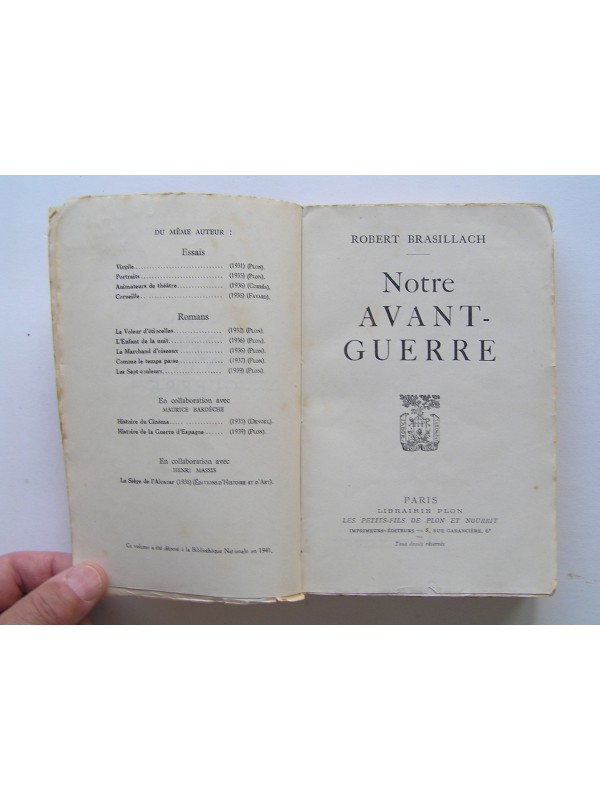 DU MÊME AUTEUR :
Essais
Virgile (1931) (PLON).
Portraits (1935) (PLON).
Animateurs de théâtre (1936) (CORRÊA).
Corneille (1938) (FAYARD).
Romans
Le Voleur d'étincelles (1932) (PLON).
L'Enfant de la nuit (1936) (PLON).
Le Marchand d'oiseaux (1936) (PLON).
Comme le temps passe (1937) (PLON).
Les Sept couleurs (1939) (PLON).
En collaboration avec
MAURICE BARDÈCHE
Histoire du Cinéma (1935) (DENOEL).
Histoire de la Guerre d'Espagne (1939) (PLON).
En collaboration avec
HENRI MASSIS
Le Siège de l'Alcazar (1936) (ÉDITIONS D'HISTOIRE ET D'ART).
Ce volume a été déposé à la Bibliothèque Nationale en 1941.
ROBERT BRASILLACH
Notre
AVANT-
GUERRE
PARIS
LIBRAIRIE PLON
LES PETITS-FILS DE PLON ET NOURRIT
IMPRIMEURS-ÉDITEURS — 8, RUE GARANCIÈRE, 6e
Tous droits réservés